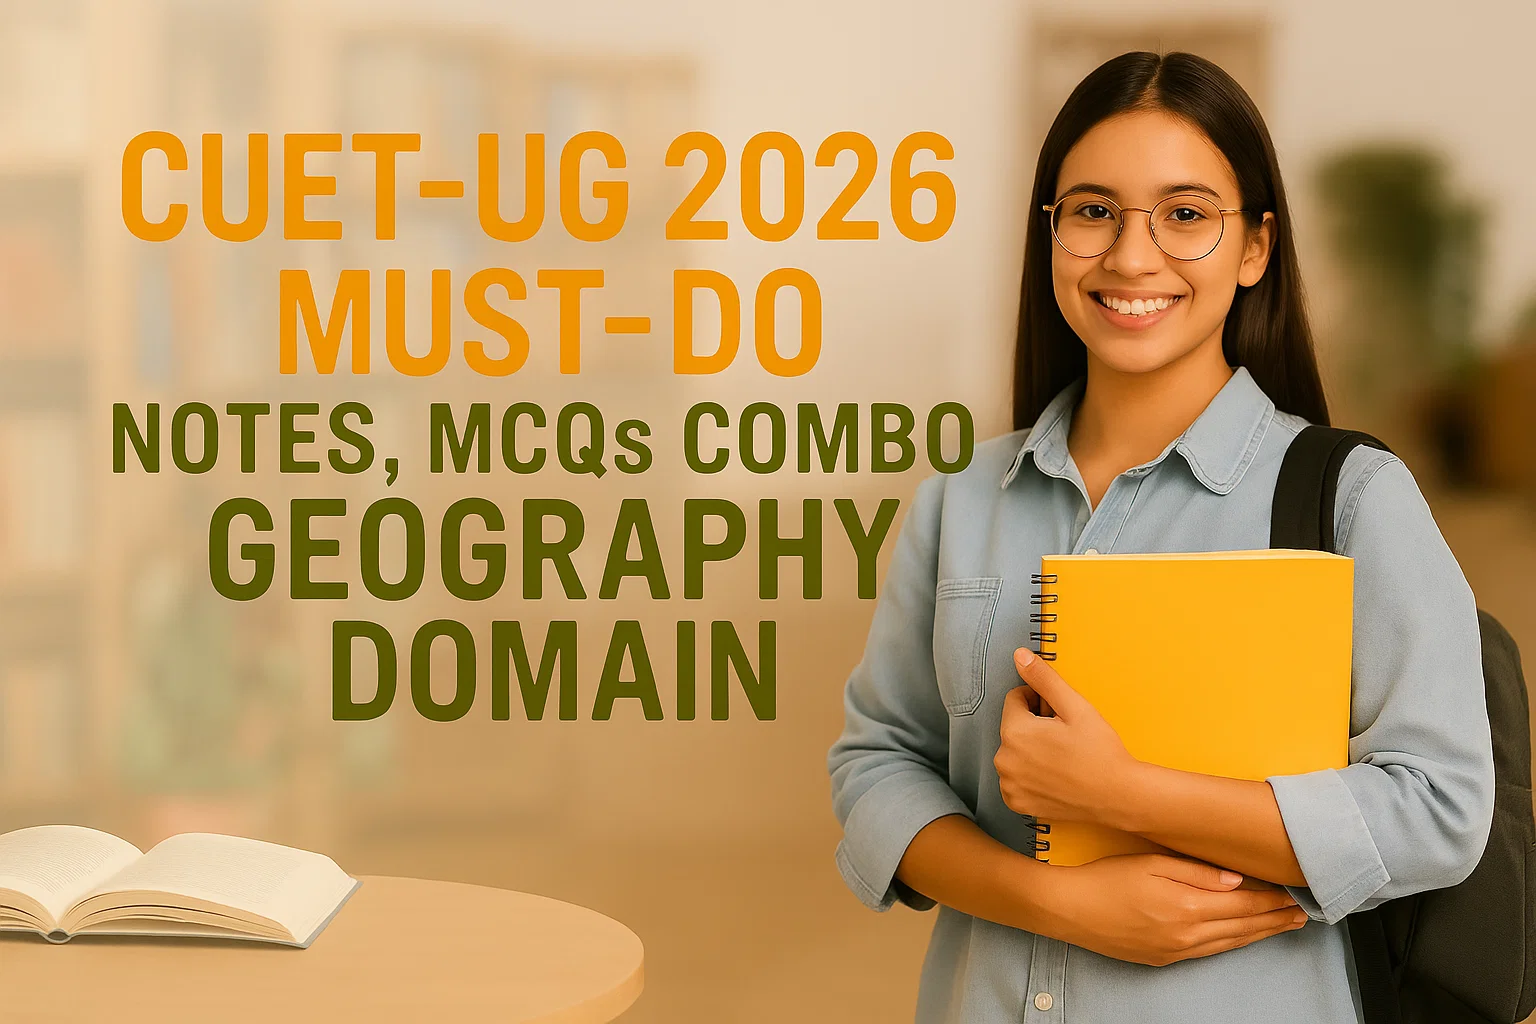 CUET-UG 2026
MUST-DO
NOTES, MCQs COMBO
GEOGRAPHY
DOMAIN